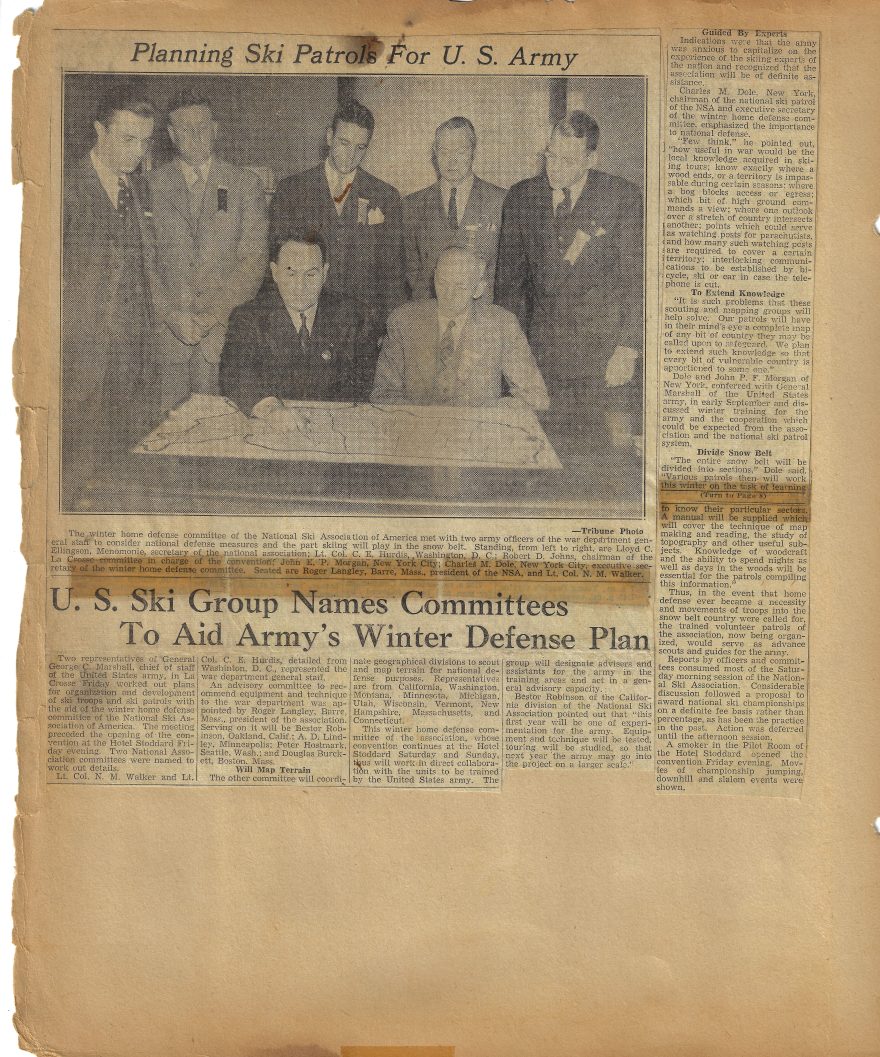 Planning Ski Patrols For U. S. Army
—Tribune Photo
The winter home defense committee of the National Ski Association of America met with two army officers of the war department gen-
eral staff to consider national defense measures and the part skiing will play in the snow belt. Standing, from left to right, are Lloyd C.
Ellingson, Menomonie, secretary of the national association; Lt. Col. C. E. Hurdis, Washington, D. C.; Robert D. Johns, chairman of the
La Crosse committee in charge of the convention; John E. P. Morgan, New York City; Charles M. Dole, New York City, executive sec-
retary of the winter home defense committee. Seated are Roger Langley, Barre, Mass., president of the NSA, and Lt. Col. N. M. Walker.
U. S. Ski Group Names Committees
To Aid Army's Winter Defense Plan
Two representatives of General
George C. Marshall, chief of staff
of the United States army, in La
Crosse Friday worked out plans
for organization and development
of ski troops and ski patrols with
the aid of the winter home defense
committee of the National Ski As-
sociation of America. The meeting
preceded the opening of the con-
vention at the Hotel Stoddard Fri-
day evening. Two National Asso-
ciation committees were named to
work out details.
Lt. Col. N. M. Walker and Lt.
Col. C. E. Hurdis, detailed from
Washinton, D. C., represented the
war department general staff.
An advisory committee to rec-
ommend equipment and technique
to the war department was ap-
pointed by Roger Langley, Barre,
Mass., president of the association.
Serving on it will be Bestor Rob-
inson, Oakland, Calif.; A. D. Lind-
ley, Minneapolis; Peter Hostmark,
Seattle, Wash.; and Douglas Burck-
ett, Boston, Mass.
Will Map Terrain
The other committee will coordi-
nate geographical divisions to scout
and map terrain for national de-
fense purposes. Representatives
are from California, Washington,
Montana, Minnesota, Michigan,
Utah, Wisconsin, Vermont, New
Hampshire, Massachusetts, and
Connecticut.
This winter home defense com-
mittee of the association, whose
convention continues at the Hotel
Stoddard Saturday and Sunday,
thus will work in direct collabora-
tion with the units to be trained
by the United States army. The
group will designate advisers and
assistants for the army in the
training areas and act in a gen-
eral advisory capacity.
Bestor Robinson of the Califor-
nia division of the National Ski
Association pointed out that "this
first year will be one of experi-
mentation for the army. Equip-
ment and technique will be tested,
touring will be studied, so that
next year the army may go into
the project on a larger scale."
Guided By Experts
Indications were that the army
was anxious to capitalize on the
experience of the skiing experts of
the nation and recognized that the
association will be of definite as-
sistance.
Charles M. Dole, New York,
chairman of the national ski patrol
of the NSA and executive secretary
of the winter home defense com-
mittee, emphasized the importance
to national defense.
"Few think," he pointed out,
"how useful in war would be the
local knowledge acquired in ski-
ing tours; know exactly where a
wood ends, or a territory is impas-
sable during certain seasons; where
a bog blocks access or egress;
which bit of high ground com-
mands a view; where one outlook
over a stretch of country intersects
another; points which could serve
as watching posts for parachutists,
and how many such watching posts
are required to cover a certain
territory; interlocking communi-
cations to be established by bi-
cycle, ski or car in case the tele-
phone is cut.
To Extend Knowledge
"It is such problems that these
scouting and mapping groups will
help solve. Our patrols will have
in their mind's eye a complete map
of any bit of country they may be
called upon to safeguard. We plan
to extend such knowledge so that
every bit of vulnerable country is
apportioned to some one."
Dole and John P. F. Morgan of
New York, conferred with General
Marshall of the United States
army, in early September and dis-
cussed winter training for the
army and the cooperation which
could be expected from the asso-
ciation and the national ski patrol
system.
Divide Snow Belt
"The entire snow belt will be
divided into sections," Dole said.
"Various patrols then will work
this winter on the task of learning
(Turn to Page 8)
to know their particular sectors.
A manual will be supplied which
will cover the technique of map
making and reading, the study of
topography and other useful sub-
jects. Knowledge of woodcraft
and the ability to spend nights as
well as days in the woods will be
essential for the patrols compiling
this information."
Thus, in the event that home
defense ever became a necessity
and movements of troops into the
snow belt country were called for,
the trained volunteer patrols of
the association, now being organ-
ized, would serve as advance
scouts and guides for the army.
Reports by officers and commit-
tees consumed most of the Satur-
day morning session of the Nation-
al Ski Association. Considerable
discussion followed a proposal to
award national ski championships
on a definite fee basis rather than
percentage, as has been the practice
in the past. Action was deferred
until the afternoon session.
A smoker in the Pilot Room of
the Hotel Stoddard opened the
convention Friday evening. Mov-
ies of championship jumping,
downhill and slalom events were
shown.